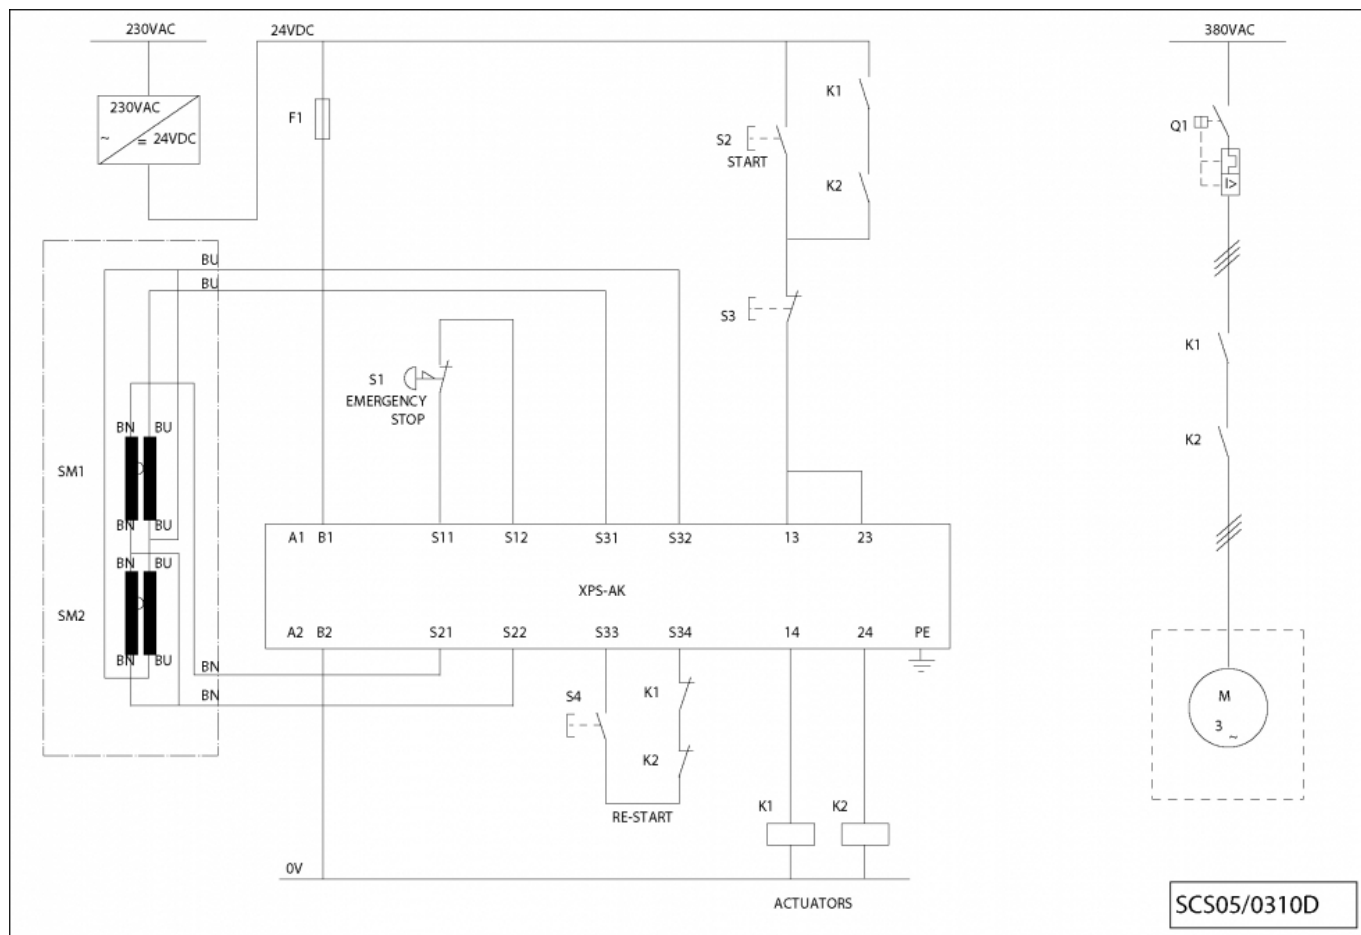 230VAC
24VDC
380VAC
230VAC
~
= 24VDC
F1
S2
START
K1
K2
Q1
I>
BU
BU
S3
K1
S1
EMERGENCY
STOP
K2
BN
BU
SM1
BN
BU
BN
BU
SM2
BN
BU
BN
BN
A1 B1 S11 S12 S31 S32 13 23
XPS-AK
A2 B2 S21 S22 S33 S34 14 24 PE
S4
K1
K2
RE-START
M
3 ~
K1
K2
0V
ACTUATORS
SCS05/0310D